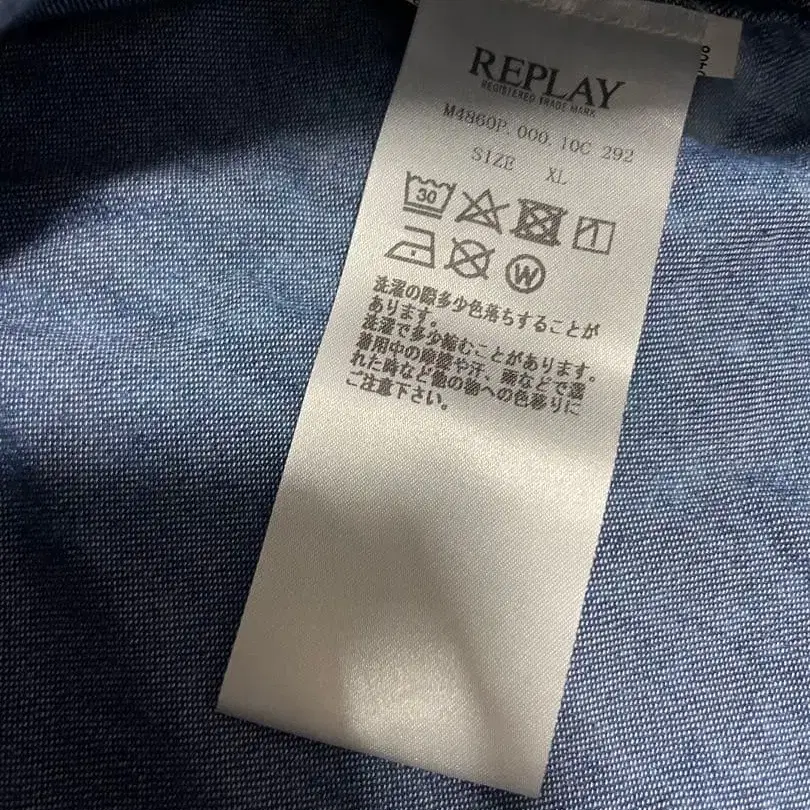 REPLAY
REGISTERED TRADE MARK
M4860P. 000. 10C 292
SIZE XL
30
W
洗濯の際多少色落ちすることが
あります。
洗濯で多少縮むことがあります。
着用中の摩擦や汗、雨などで濡
れた時など他の物への色移りに
ご注意下さい。